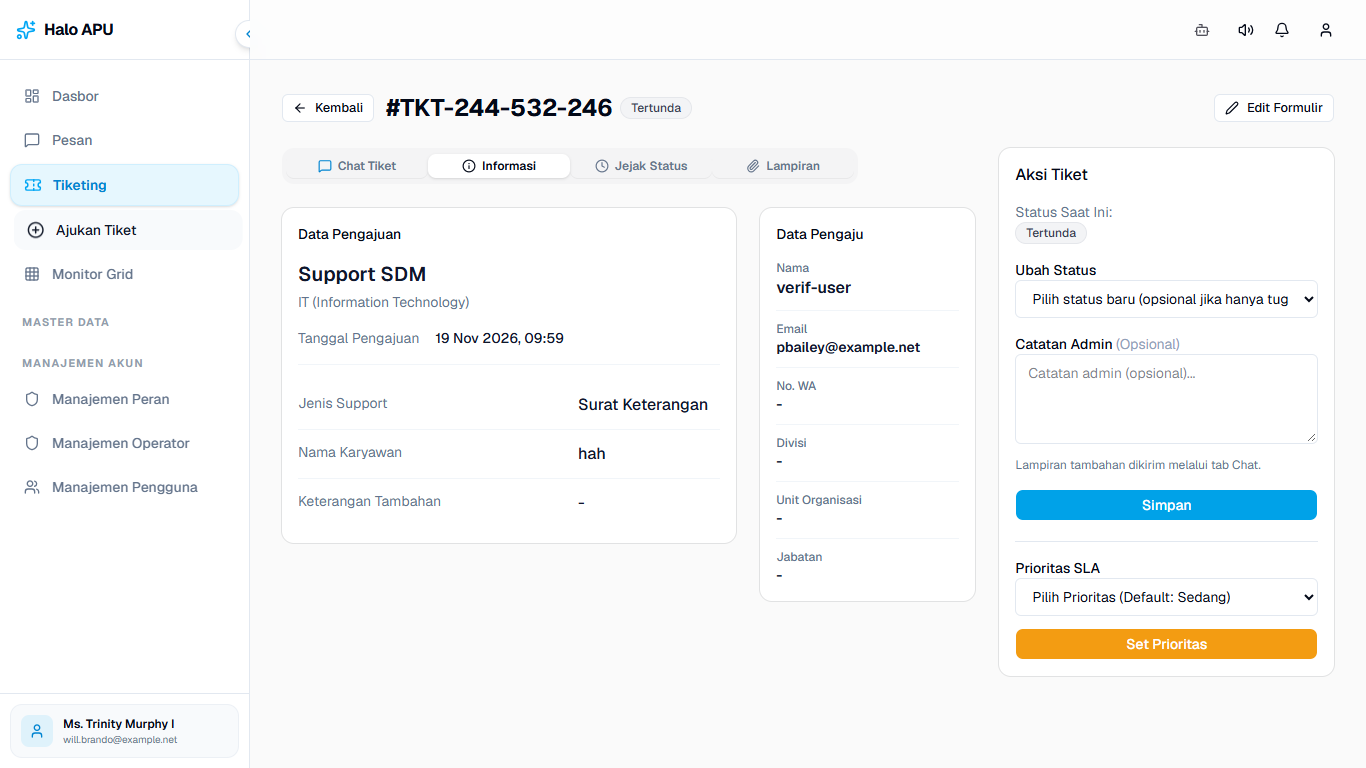 Halo APU
Dasbor
Pesan
Tiketing
Ajukan Tiket
Monitor Grid
MASTER DATA
MANAJEMEN AKUN
Manajemen Peran
Manajemen Operator
Manajemen Pengguna
Ms. Trinity Murphy I
will.brando@example.net
Kembali
#TKT-244-532-246
Tertunda
Edit Formulir
Chat Tiket
Informasi
Jejak Status
Lampiran
Data Pengajuan
Support SDM
IT (Information Technology)
Tanggal Pengajuan 19 Nov 2026, 09:59
Jenis Support Surat Keterangan
Nama Karyawan hah
Keterangan Tambahan -
Data Pengaju
Nama
verif-user
Email
pbailey@example.net
No. WA
-
Divisi
-
Unit Organisasi
-
Jabatan
-
Aksi Tiket
Status Saat Ini:
Tertunda
Ubah Status
Pilih status baru (opsional jika hanya tug
Catatan Admin (Opsional)
Catatan admin (opsional)...
Lampiran tambahan dikirim melalui tab Chat.
Simpan
Prioritas SLA
Pilih Prioritas (Default: Sedang)
Set Prioritas